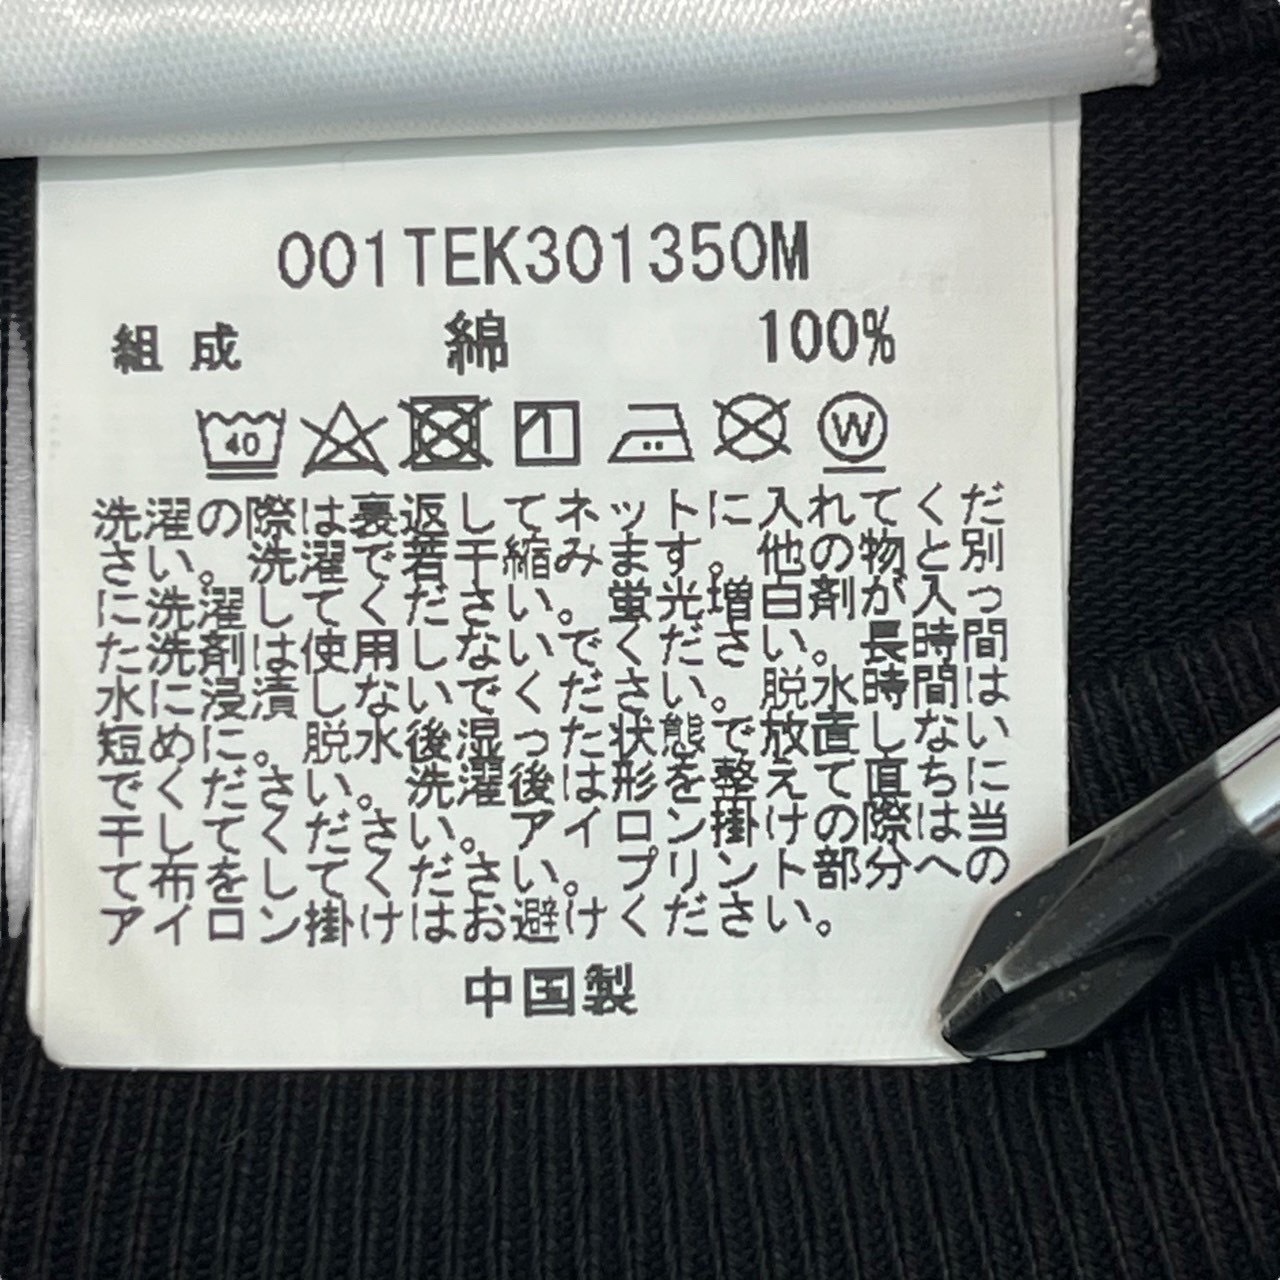 001TEK301350M
組成 綿 100%
40 W
洗濯の際は裏返してネットに入れてくだ
さい。洗濯で若干縮みます。他の物と別
に洗濯してください。蛍光増白剤が入っ
た洗剤は使用しないでください。長時間
水に浸漬しないでください。脱水時間は
短めに。脱水後湿った状態で放置しない
でください。洗濯後は形を整えて直ちに
干してください。アイロン掛けの際は当
て布をしてください。プリント部分への
アイロン掛けはお避けください。
中国製